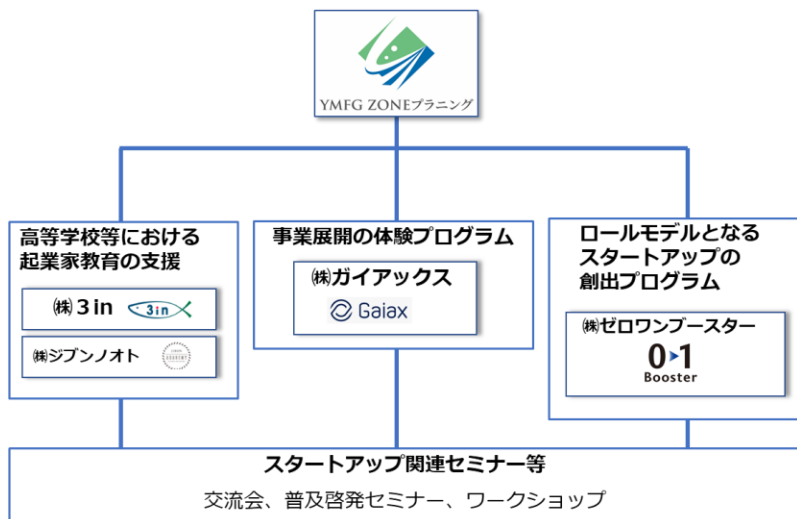 YMFG ZONEプラニング
高等学校等における
起業家教育の支援
㈱3in
3in
㈱ジブンノオト
事業展開の体験プログラム
㈱ガイアックス
Gaiax
ロールモデルとなる
スタートアップの
創出プログラム
㈱ゼロワンブースター
0▶1
Booster
スタートアップ関連セミナー等
交流会、普及啓発セミナー、ワークショップ